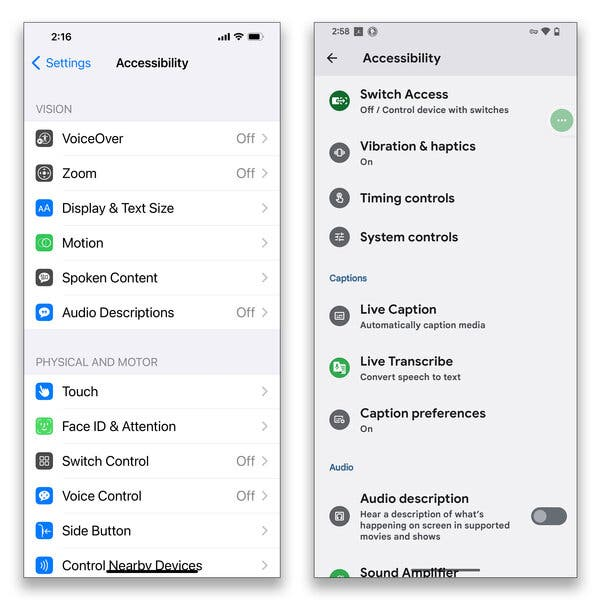 2:16
Settings
Accessibility
VISION
VoiceOver Off
Zoom Off
Display & Text Size
Motion
Spoken Content
Audio Descriptions Off
PHYSICAL AND MOTOR
Touch
Face ID & Attention
Switch Control Off
Voice Control Off
Side Button
Control Nearby Devices
2:58
Accessibility
Switch Access
Off / Control device with switches
Vibration & haptics
On
Timing controls
System controls
Captions
Live Caption
Automatically caption media
Live Transcribe
Convert speech to text
Caption preferences
On
Audio
Audio description
Hear a description of what's
happening on screen in supported
movies and shows
Sound Amplifier